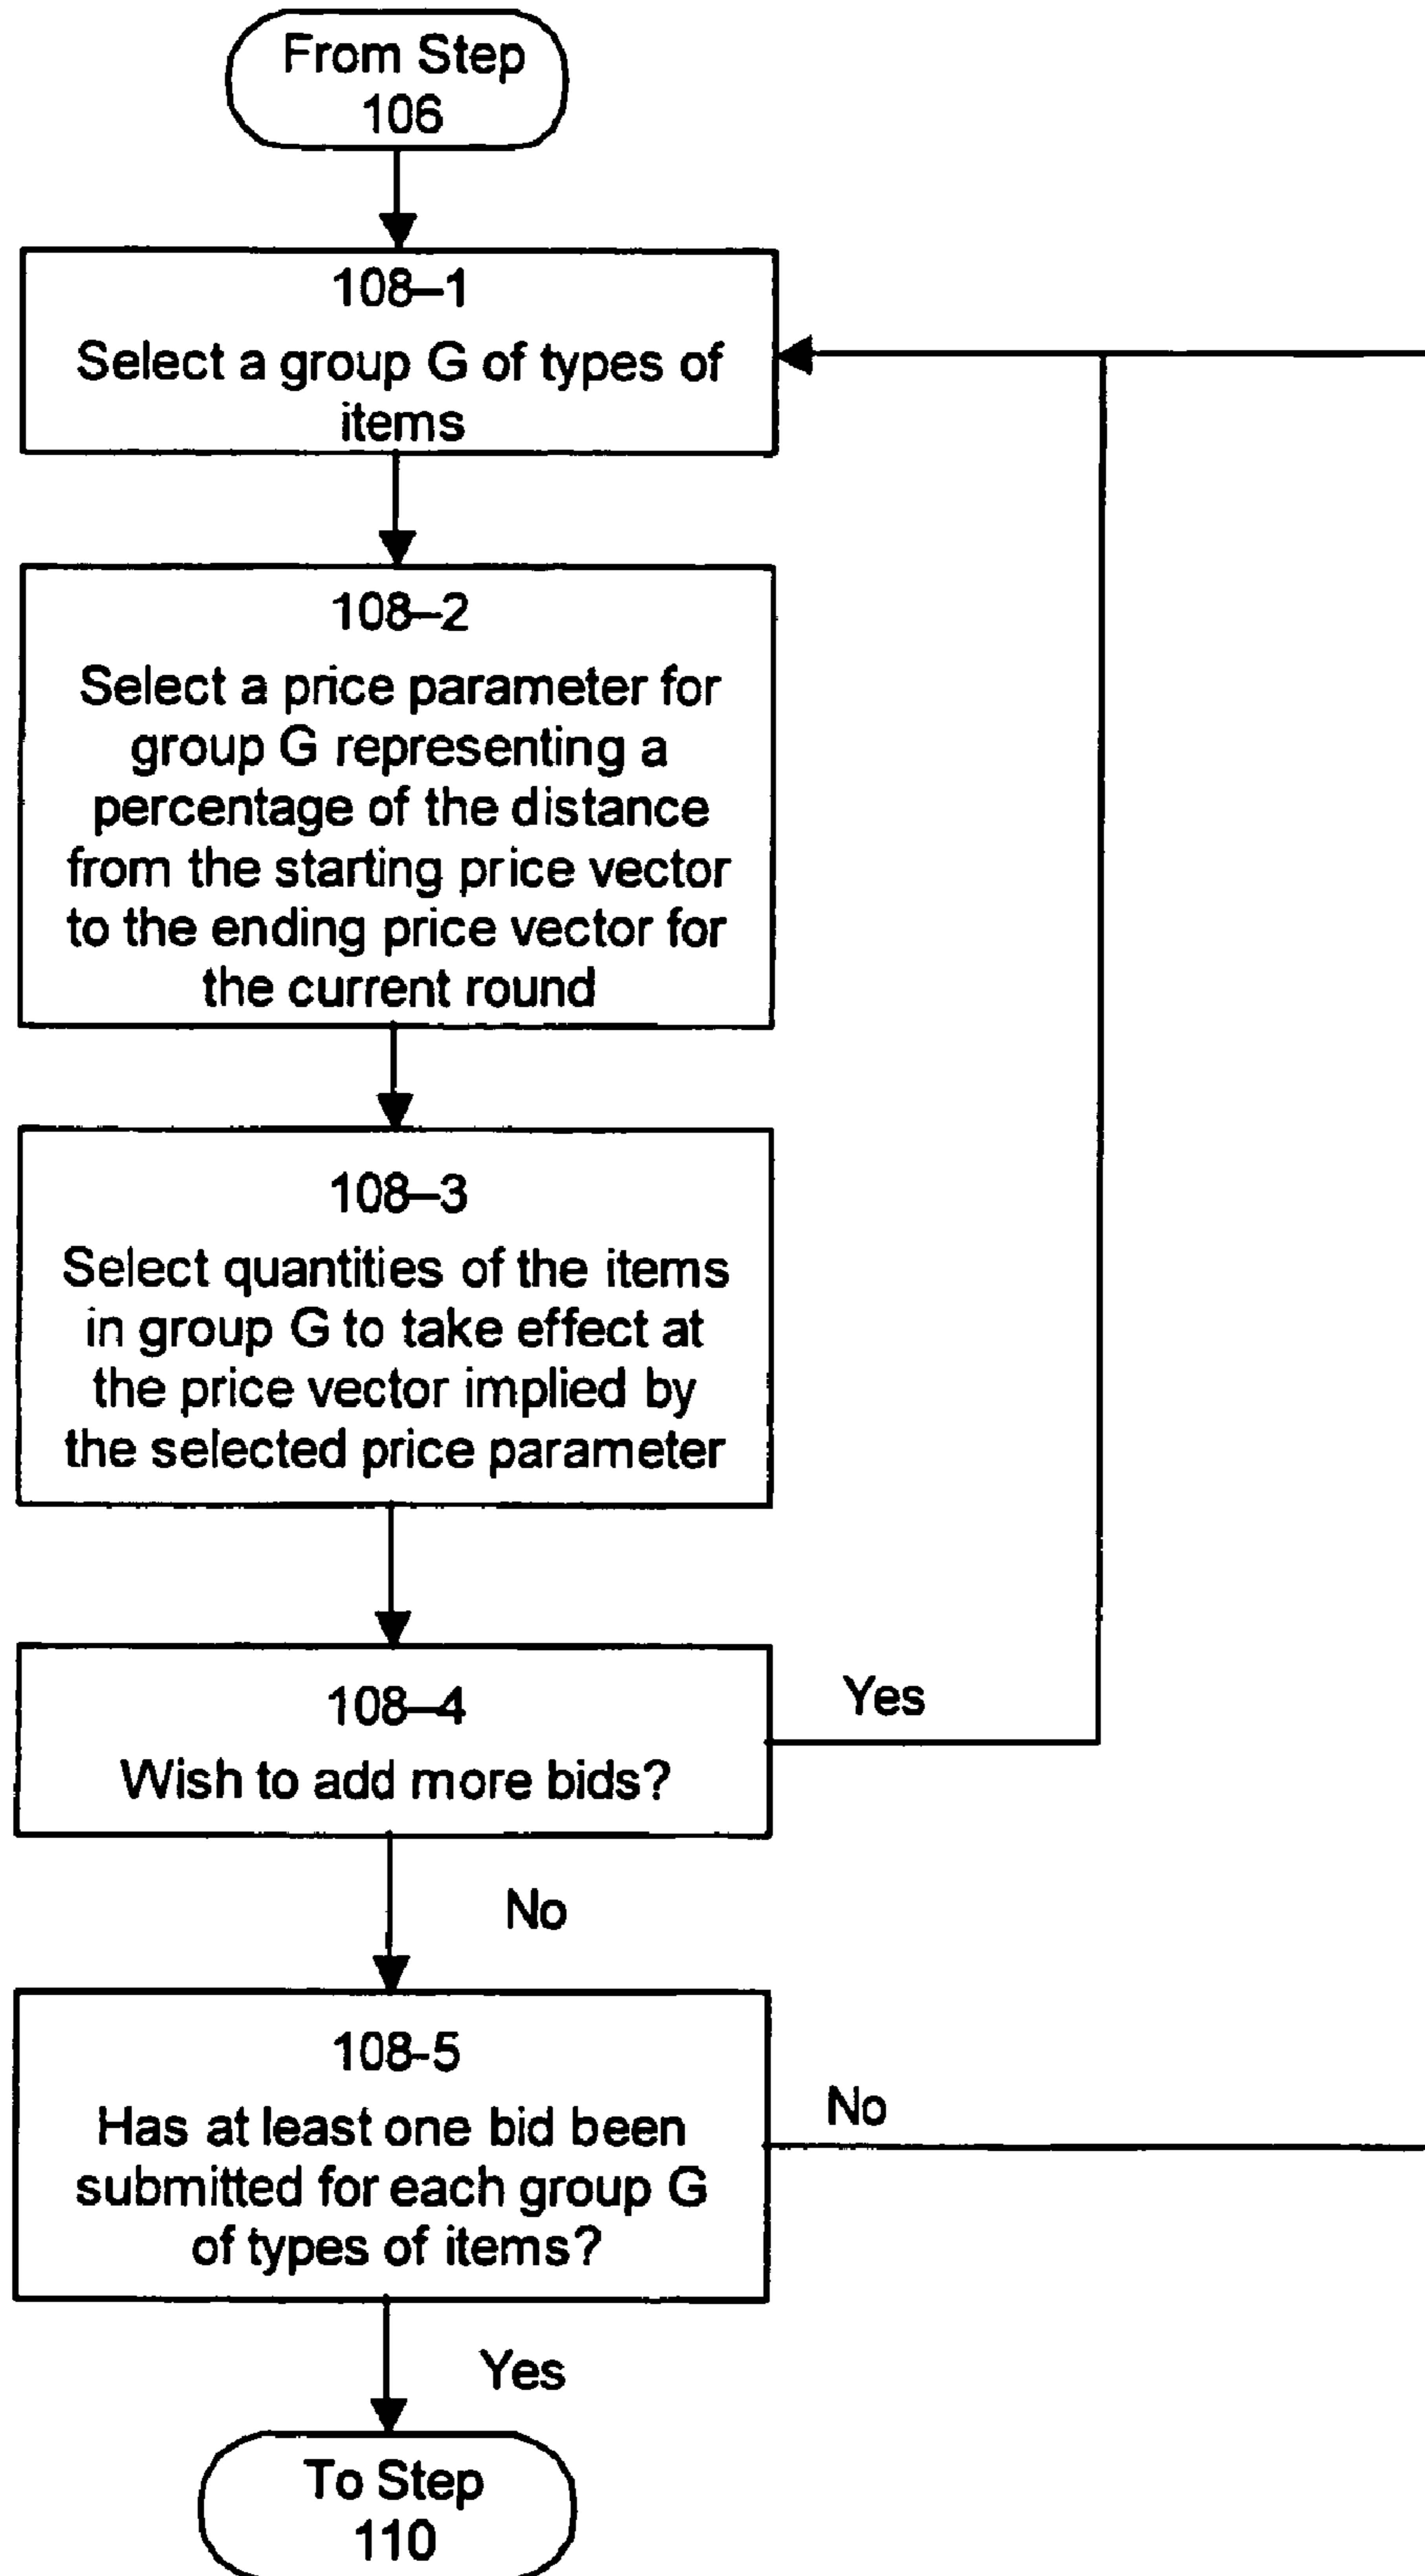 From Step
106
108–1
Select a group G of types of
items
108–2
Select a price parameter for
group G representing a
percentage of the distance
from the starting price vector
to the ending price vector for
the current round
108–3
Select quantities of the items
in group G to take effect at
the price vector implied by
the selected price parameter
108–4
Wish to add more bids?
Yes
No
108-5
Has at least one bid been
submitted for each group G
of types of items?
No
Yes
To Step
110